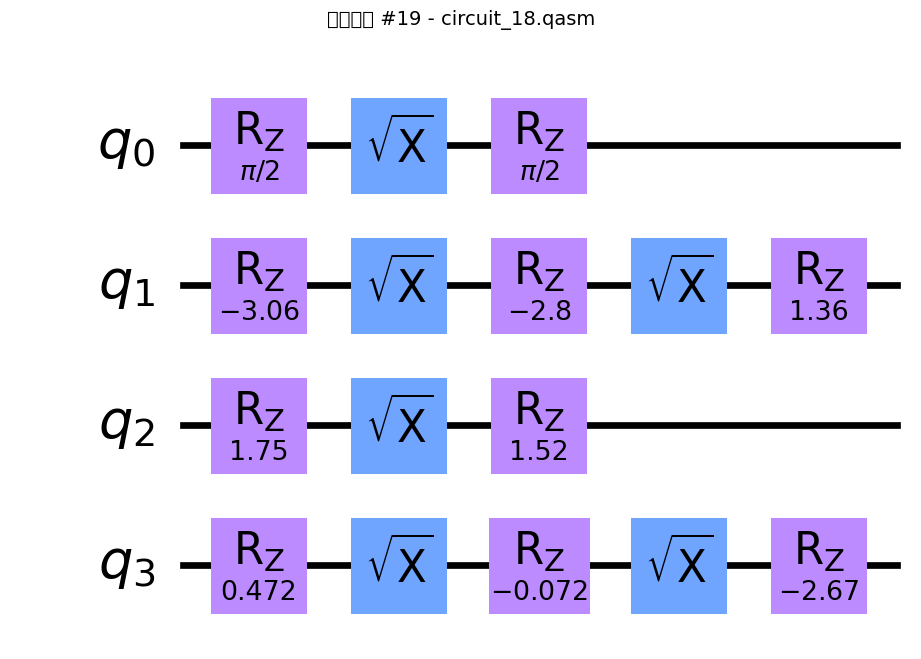 #19 - circuit_18.qasm
q0 RZ π/2 √X RZ π/2
q1 RZ −3.06 √X RZ −2.8 √X RZ 1.36
q2 RZ 1.75 √X RZ 1.52
q3 RZ 0.472 √X RZ −0.072 √X RZ −2.67